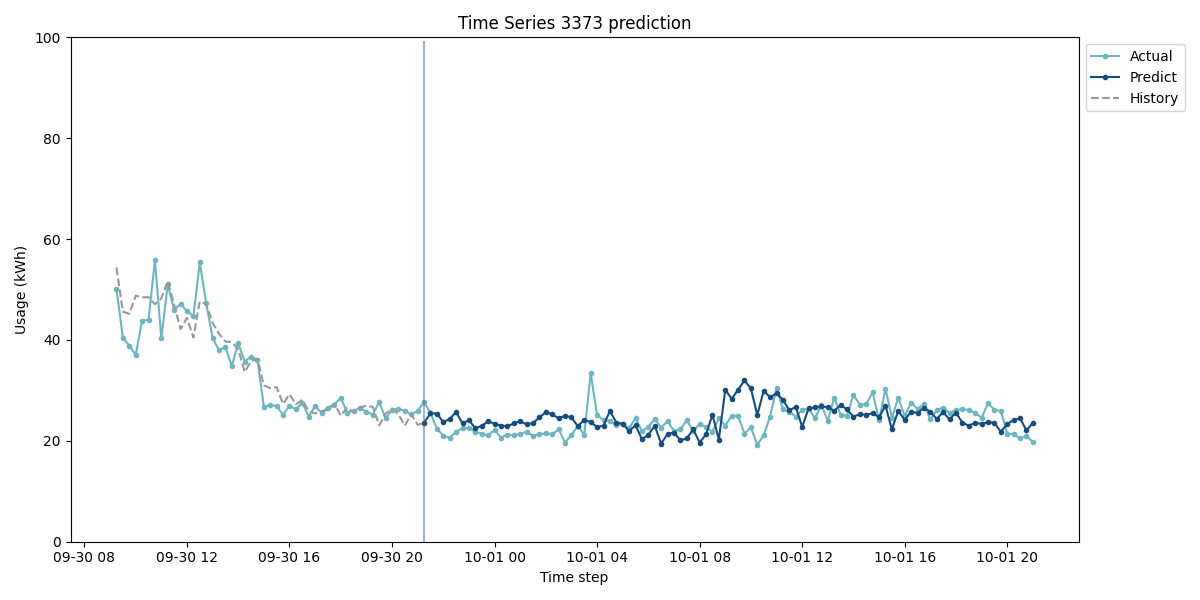 Time Series 3373 prediction
100
80
60
40
20
0
Usage (kWh)
09-30 08
09-30 12
09-30 16
09-30 20
10-01 00
10-01 04
10-01 08
10-01 12
10-01 16
10-01 20
Time step
Actual
Predict
History